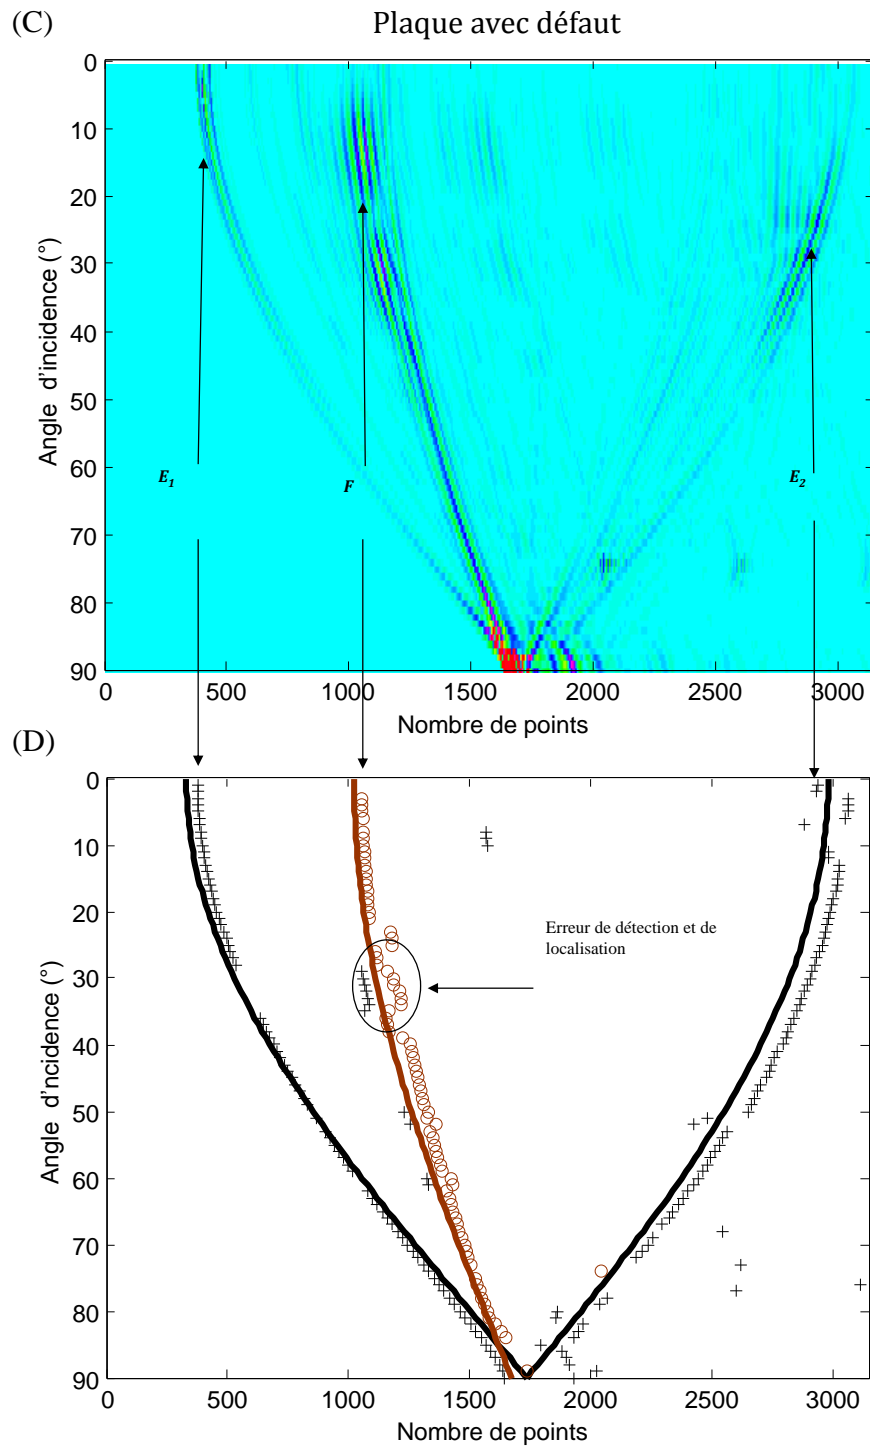 (C)
Plaque avec défaut
0
10
20
30
40
50
60
70
80
90
Angle d'incidence (°)
E1
F
E2
0
500
1000
1500
2000
2500
3000
Nombre de points
(D)
0
10
20
30
40
50
60
70
80
90
Angle d'ncidence (°)
Erreur de détection et de
localisation
0
500
1000
1500
2000
2500
3000
Nombre de points